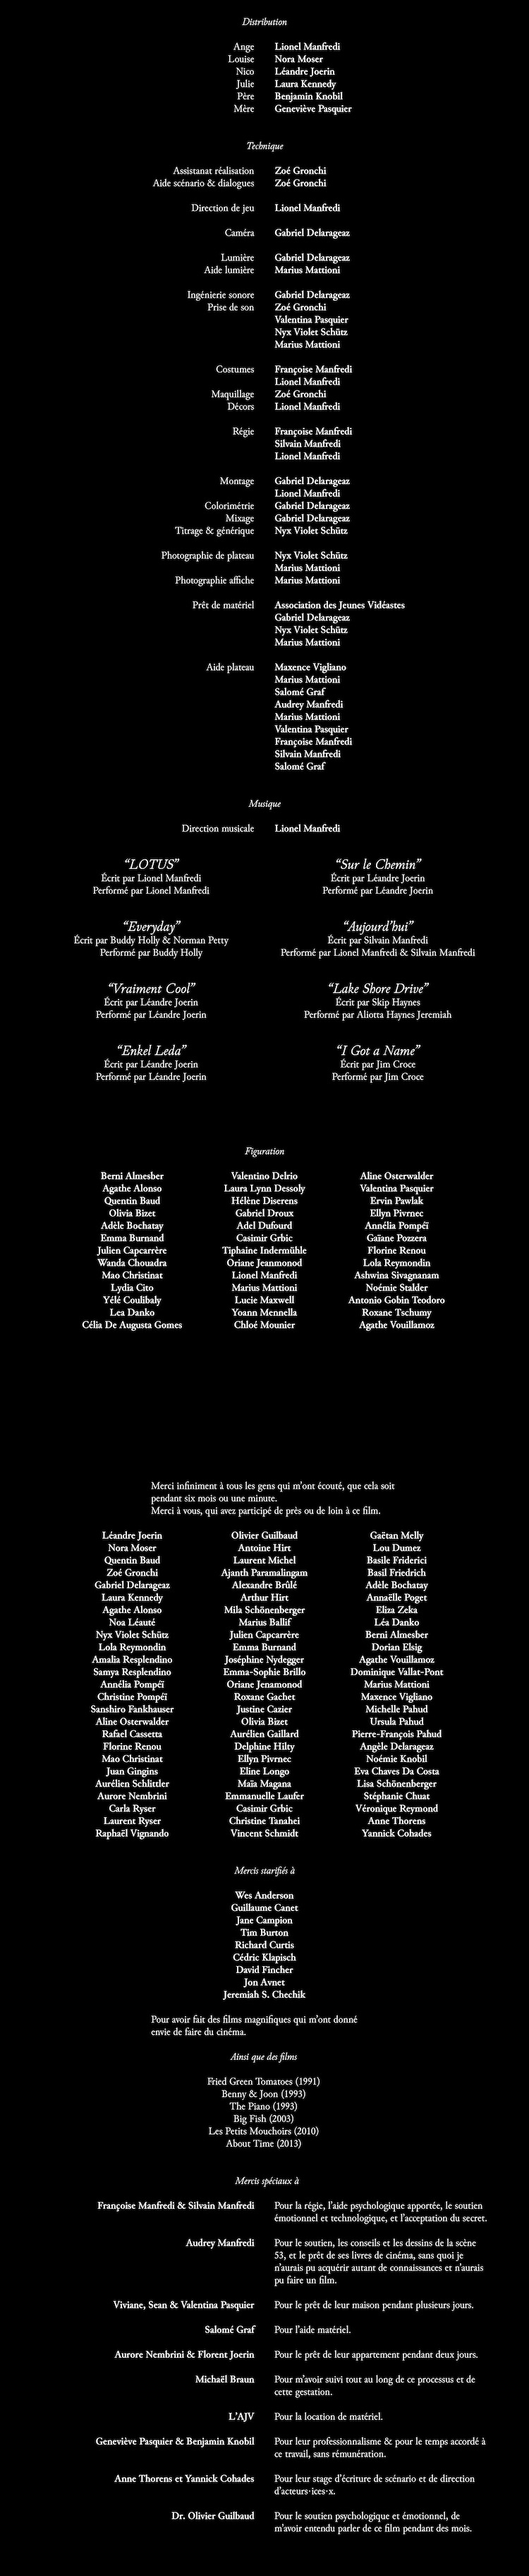 Distribution
Ange Lionel Manfredi
Louise Nora Moser
Nico Léandre Joerin
Julie Laura Kennedy
Père Benjamin Knobil
Mère Geneviève Pasquier
Technique
Assistanat réalisation Zoé Gronchi
Aide scénario & dialogues Zoé Gronchi
Direction de jeu Lionel Manfredi
Caméra Gabriel Delarageaz
Lumière Gabriel Delarageaz
Aide lumière Marius Mattioni
Ingénierie sonore Gabriel Delarageaz
Prise de son Zoé Gronchi
Valentina Pasquier
Nyx Violet Schütz
Marius Mattioni
Costumes Françoise Manfredi
Lionel Manfredi
Maquillage Zoé Gronchi
Décors Lionel Manfredi
Régie Françoise Manfredi
Silvain Manfredi
Lionel Manfredi
Montage Gabriel Delarageaz
Lionel Manfredi
Colorimétrie Gabriel Delarageaz
Mixage Gabriel Delarageaz
Titrage & générique Nyx Violet Schütz
Photographie de plateau Nyx Violet Schütz
Marius Mattioni
Photographie affiche Marius Mattioni
Prêt de matériel Association des Jeunes Vidéastes
Gabriel Delarageaz
Nyx Violet Schütz
Marius Mattioni
Aide plateau Maxence Vigliano
Marius Mattioni
Salomé Graf
Audrey Manfredi
Marius Mattioni
Valentina Pasquier
Françoise Manfredi
Silvain Manfredi
Salomé Graf
Musique
Direction musicale Lionel Manfredi
“LOTUS” “Sur le Chemin”
Écrit par Lionel Manfredi Écrit par Léandre Joerin
Performé par Lionel Manfredi Performé par Léandre Joerin
“Everyday” “Aujourd’hui”
Écrit par Buddy Holly & Norman Petty Écrit par Silvain Manfredi
Performé par Buddy Holly Performé par Lionel Manfredi & Silvain Manfredi
“Vraiment Cool” “Lake Shore Drive”
Écrit par Léandre Joerin Écrit par Skip Haynes
Performé par Léandre Joerin Performé par Aliotta Haynes Jeremiah
“Enkel Leda” “I Got a Name”
Écrit par Léandre Joerin Écrit par Jim Croce
Performé par Léandre Joerin Performé par Jim Croce
Figuration
Berni Almesber Valentino Delrio Aline Osterwalder
Agathe Alonso Laura Lynn Dessoly Valentina Pasquier
Quentin Baud Hélène Diserens Ervin Pawlak
Olivia Bizet Gabriel Droux Ellyn Pivrnec
Adèle Bochatay Adel Dufourd Annélia Pompéï
Emma Burnand Casimir Grbic Gaïane Pozzera
Julien Capcarrère Tiphaine Indermühle Florine Renou
Wanda Chouadra Oriane Jeanmonod Lola Reymondin
Mao Christinat Lionel Manfredi Ashwina Sivagnanam
Lydia Cito Marius Mattioni Noémie Stalder
Yélé Coulibaly Lucie Maxwell Antonio Gobin Teodoro
Lea Danko Yoann Mennella Roxane Tschumy
Célia De Augusta Gomes Chloé Mounier Agathe Vouillamoz
Merci infiniment à tous les gens qui m’ont écouté, que cela soit
pendant six mois ou une minute.
Merci à vous, qui avez participé de près ou de loin à ce film.
Léandre Joerin Olivier Guilbaud Gaëtan Melly
Nora Moser Antoine Hirt Lou Dumez
Quentin Baud Laurent Michel Basile Friderici
Zoé Gronchi Ajanth Paramalingam Basil Friedrich
Gabriel Delarageaz Alexandre Brûlé Adèle Bochatay
Laura Kennedy Arthur Hirt Annaëlle Poget
Agathe Alonso Mila Schönenberger Eliza Zeka
Noa Léauté Marius Ballif Léa Danko
Nyx Violet Schütz Julien Capcarrère Berni Almesber
Lola Reymondin Emma Burnand Dorian Elsig
Amalia Resplendino Joséphine Nydegger Agathe Vouillamoz
Samya Resplendino Emma-Sophie Brillo Dominique Vallat-Pont
Annélia Pompéï Oriane Jenamonod Marius Mattioni
Christine Pompéï Roxane Gachet Maxence Vigliano
Sanshiro Fankhauser Justine Cazier Michelle Pahud
Aline Osterwalder Olivia Bizet Ursula Pahud
Rafael Cassetta Aurélien Gaillard Pierre-François Pahud
Florine Renou Delphine Hilty Angèle Delarageaz
Mao Christinat Ellyn Pivrnec Noémie Knobil
Juan Gingins Eline Longo Eva Chaves Da Costa
Aurélien Schlittler Maïa Magana Lisa Schönenberger
Aurore Nembrini Emmanuelle Laufer Stéphanie Chuat
Carla Ryser Casimir Grbic Véronique Reymond
Laurent Ryser Christine Tanahei Anne Thorens
Raphaël Vignando Vincent Schmidt Yannick Cohades
Mercis starifiés à
Wes Anderson
Guillaume Canet
Jane Campion
Tim Burton
Richard Curtis
Cédric Klapisch
David Fincher
Jon Avnet
Jeremiah S. Chechik
Pour avoir fait des films magnifiques qui m’ont donné
envie de faire du cinéma.
Ainsi que des films
Fried Green Tomatoes (1991)
Benny & Joon (1993)
The Piano (1993)
Big Fish (2003)
Les Petits Mouchoirs (2010)
About Time (2013)
Mercis spéciaux à
Françoise Manfredi & Silvain Manfredi Pour la régie, l’aide psychologique apportée, le soutien
émotionnel et technologique, et l’acceptation du secret.
Audrey Manfredi Pour le soutien, les conseils et les dessins de la scène
53, et le prêt de ses livres de cinéma, sans quoi je
n’aurais pu acquérir autant de connaissances et n’aurais
pu faire un film.
Viviane, Sean & Valentina Pasquier Pour le prêt de leur maison pendant plusieurs jours.
Salomé Graf Pour l’aide matériel.
Aurore Nembrini & Florent Joerin Pour le prêt de leur appartement pendant deux jours.
Michaël Braun Pour m’avoir suivi tout au long de ce processus et de
cette gestation.
L’AJV Pour la location de matériel.
Geneviève Pasquier & Benjamin Knobil Pour leur professionnalisme & pour le temps accordé à
ce travail, sans rémunération.
Anne Thorens et Yannick Cohades Pour leur stage d’écriture de scénario et de direction
d’acteurs·ices·x.
Dr. Olivier Guilbaud Pour le soutien psychologique et émotionnel, de
m’avoir entendu parler de ce film pendant des mois.